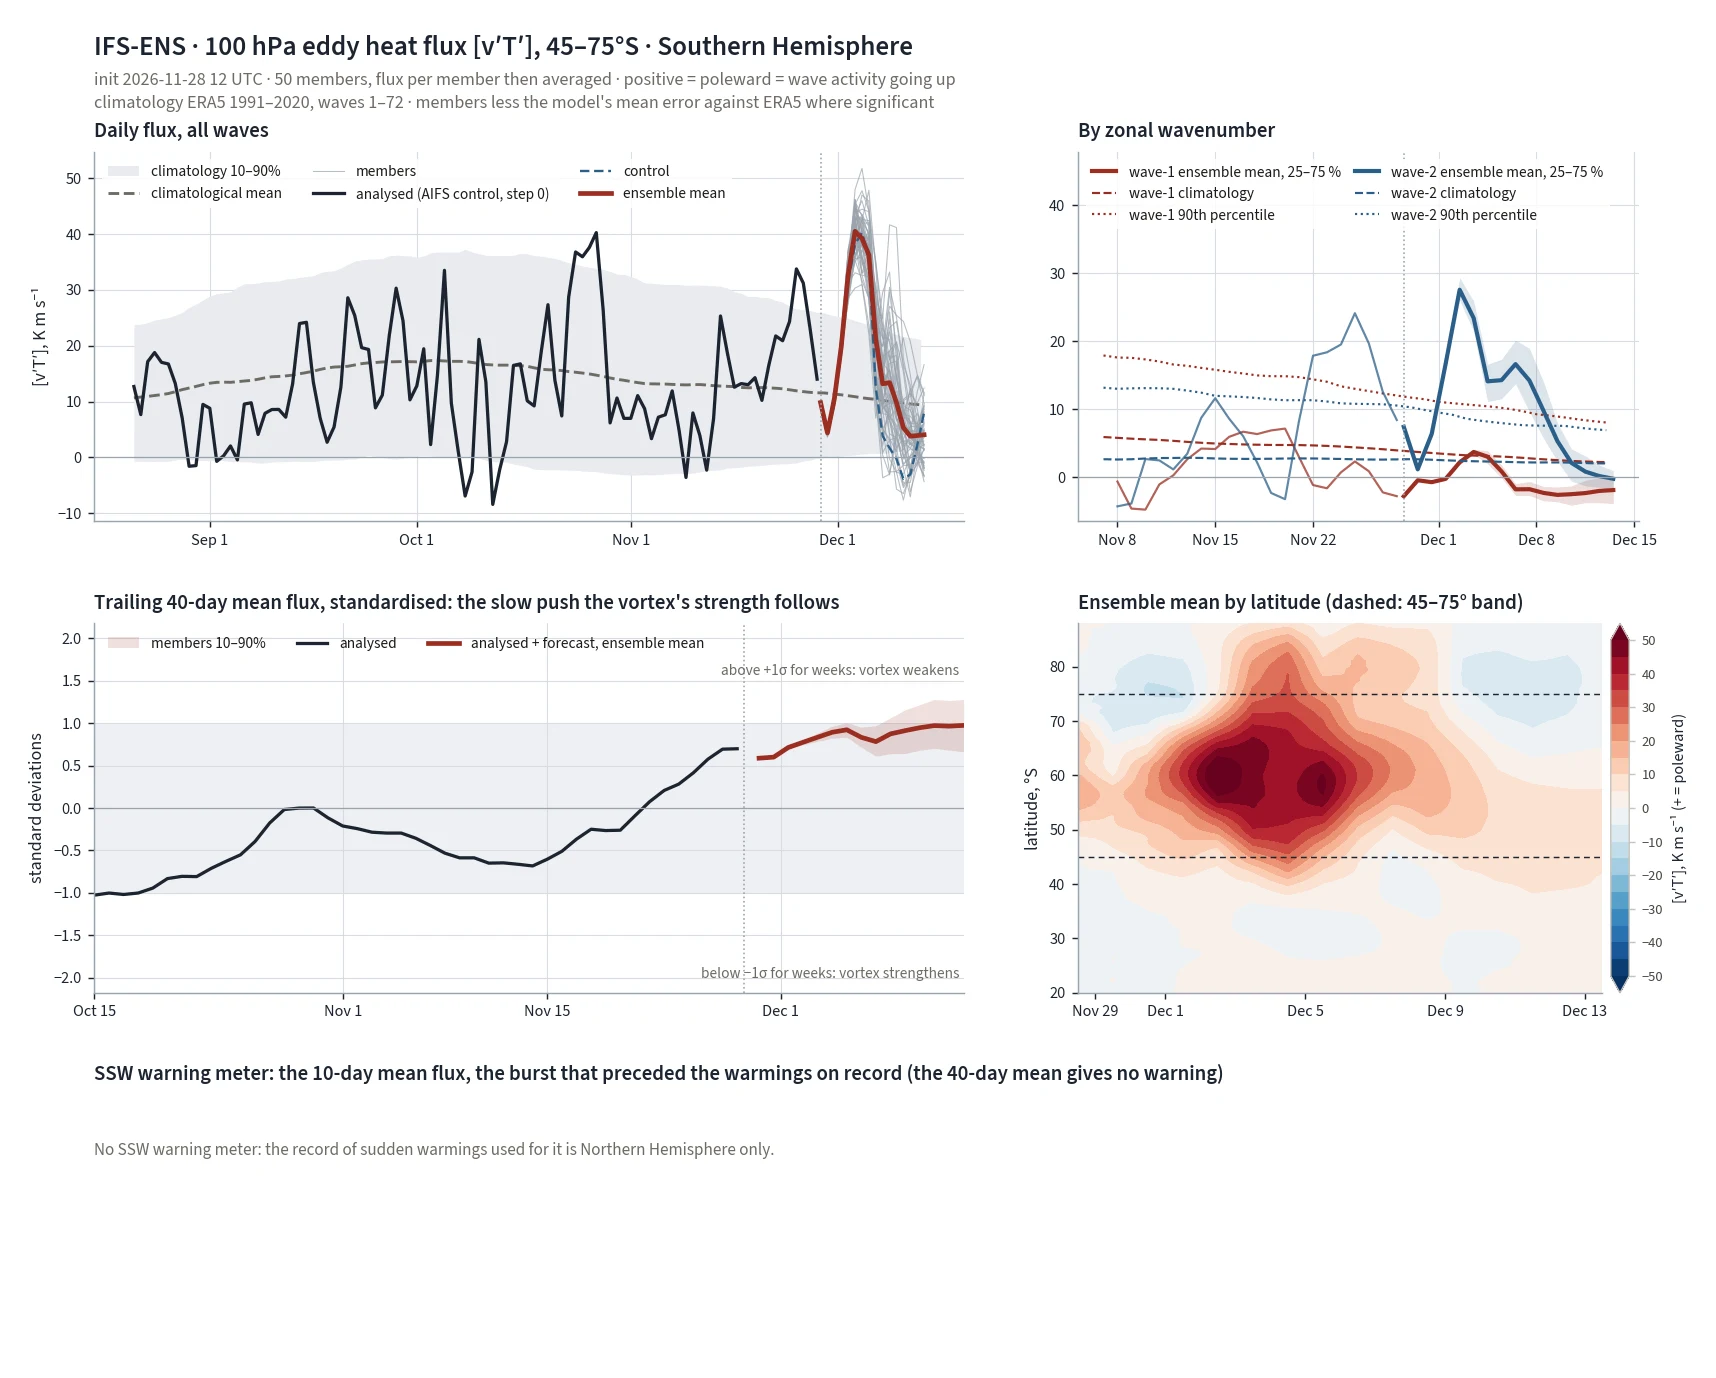 IFS-ENS · 100 hPa eddy heat flux [v′T′], 45–75°S · Southern Hemisphere
init 2026-11-28 12 UTC · 50 members, flux per member then averaged · positive = poleward = wave activity going up
climatology ERA5 1991–2020, waves 1–72 · members less the model's mean error against ERA5 where significant
Daily flux, all waves
climatology 10–90%
members
control
climatological mean
analysed (AIFS control, step 0)
ensemble mean
[v′T′], K m s⁻¹
50
40
30
20
10
0
−10
Sep 1
Oct 1
Nov 1
Dec 1
By zonal wavenumber
wave-1 ensemble mean, 25–75 %
wave-2 ensemble mean, 25–75 %
wave-1 climatology
wave-2 climatology
wave-1 90th percentile
wave-2 90th percentile
40
30
20
10
0
Nov 8
Nov 15
Nov 22
Dec 1
Dec 8
Dec 15
Trailing 40-day mean flux, standardised: the slow push the vortex's strength follows
members 10–90%
analysed
analysed + forecast, ensemble mean
above +1σ for weeks: vortex weakens
below −1σ for weeks: vortex strengthens
standard deviations
2.0
1.5
1.0
0.5
0.0
−0.5
−1.0
−1.5
−2.0
Oct 15
Nov 1
Nov 15
Dec 1
Ensemble mean by latitude (dashed: 45–75° band)
latitude, °S
80
70
60
50
40
30
20
Nov 29
Dec 1
Dec 5
Dec 9
Dec 13
50
40
30
20
10
0
−10
−20
−30
−40
−50
[v′T′], K m s⁻¹ (+ = poleward)
SSW warning meter: the 10-day mean flux, the burst that preceded the warmings on record (the 40-day mean gives no warning)
No SSW warning meter: the record of sudden warmings used for it is Northern Hemisphere only.